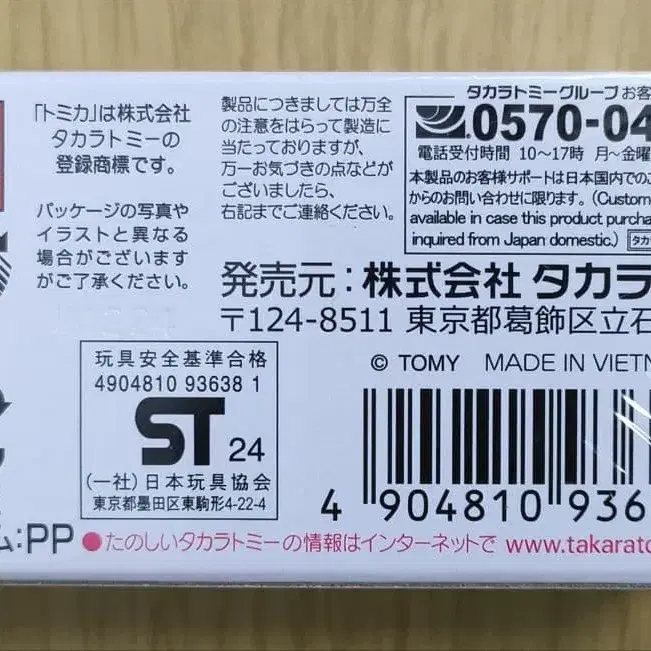 「トミカ」は株式会社
タカラトミーの
登録商標です。
パッケージの写真や
イラストと異なる
場合がございます
がご了承ください。
製品につきましては万全
の注意をはらって製造に
当たっておりますが、
万一お気づきの点などが
ございましたら、
右記までご連絡ください。
タカラトミーグループ お客
0570-04
電話受付時間 10〜17時 月〜金曜
本製品のお客様サポートは日本国内でのご
からのお問い合わせに限ります。(Custome
available in case this product purcha
inquired from Japan domestic.) タカ
発売元：株式会社 タカラ
〒124-8511 東京都葛飾区立石
© TOMY MADE IN VIETN
玩具安全基準合格
4904810 93638 1
ST 24
(一社)日本玩具協会
東京都墨田区東駒形4-22-4
4 904810 936
ム:PP
●たのしいタカラトミーの情報はインターネットで www.takarato